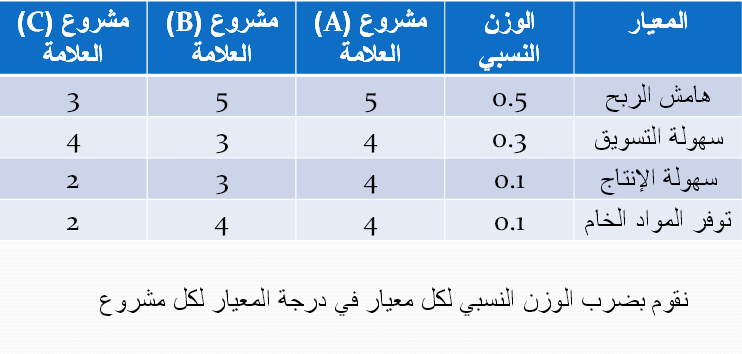 المعيار الوزن النسبي مشروع (A) العلامة مشروع (B) العلامة مشروع (C) العلامة
هامش الربح 0.5 5 5 3
سهولة التسويق 0.3 4 3 4
سهولة الإنتاج 0.1 4 3 2
توفر المواد الخام 0.1 4 4 2
نقوم بضرب الوزن النسبي لكل معيار في درجة المعيار لكل مشروع